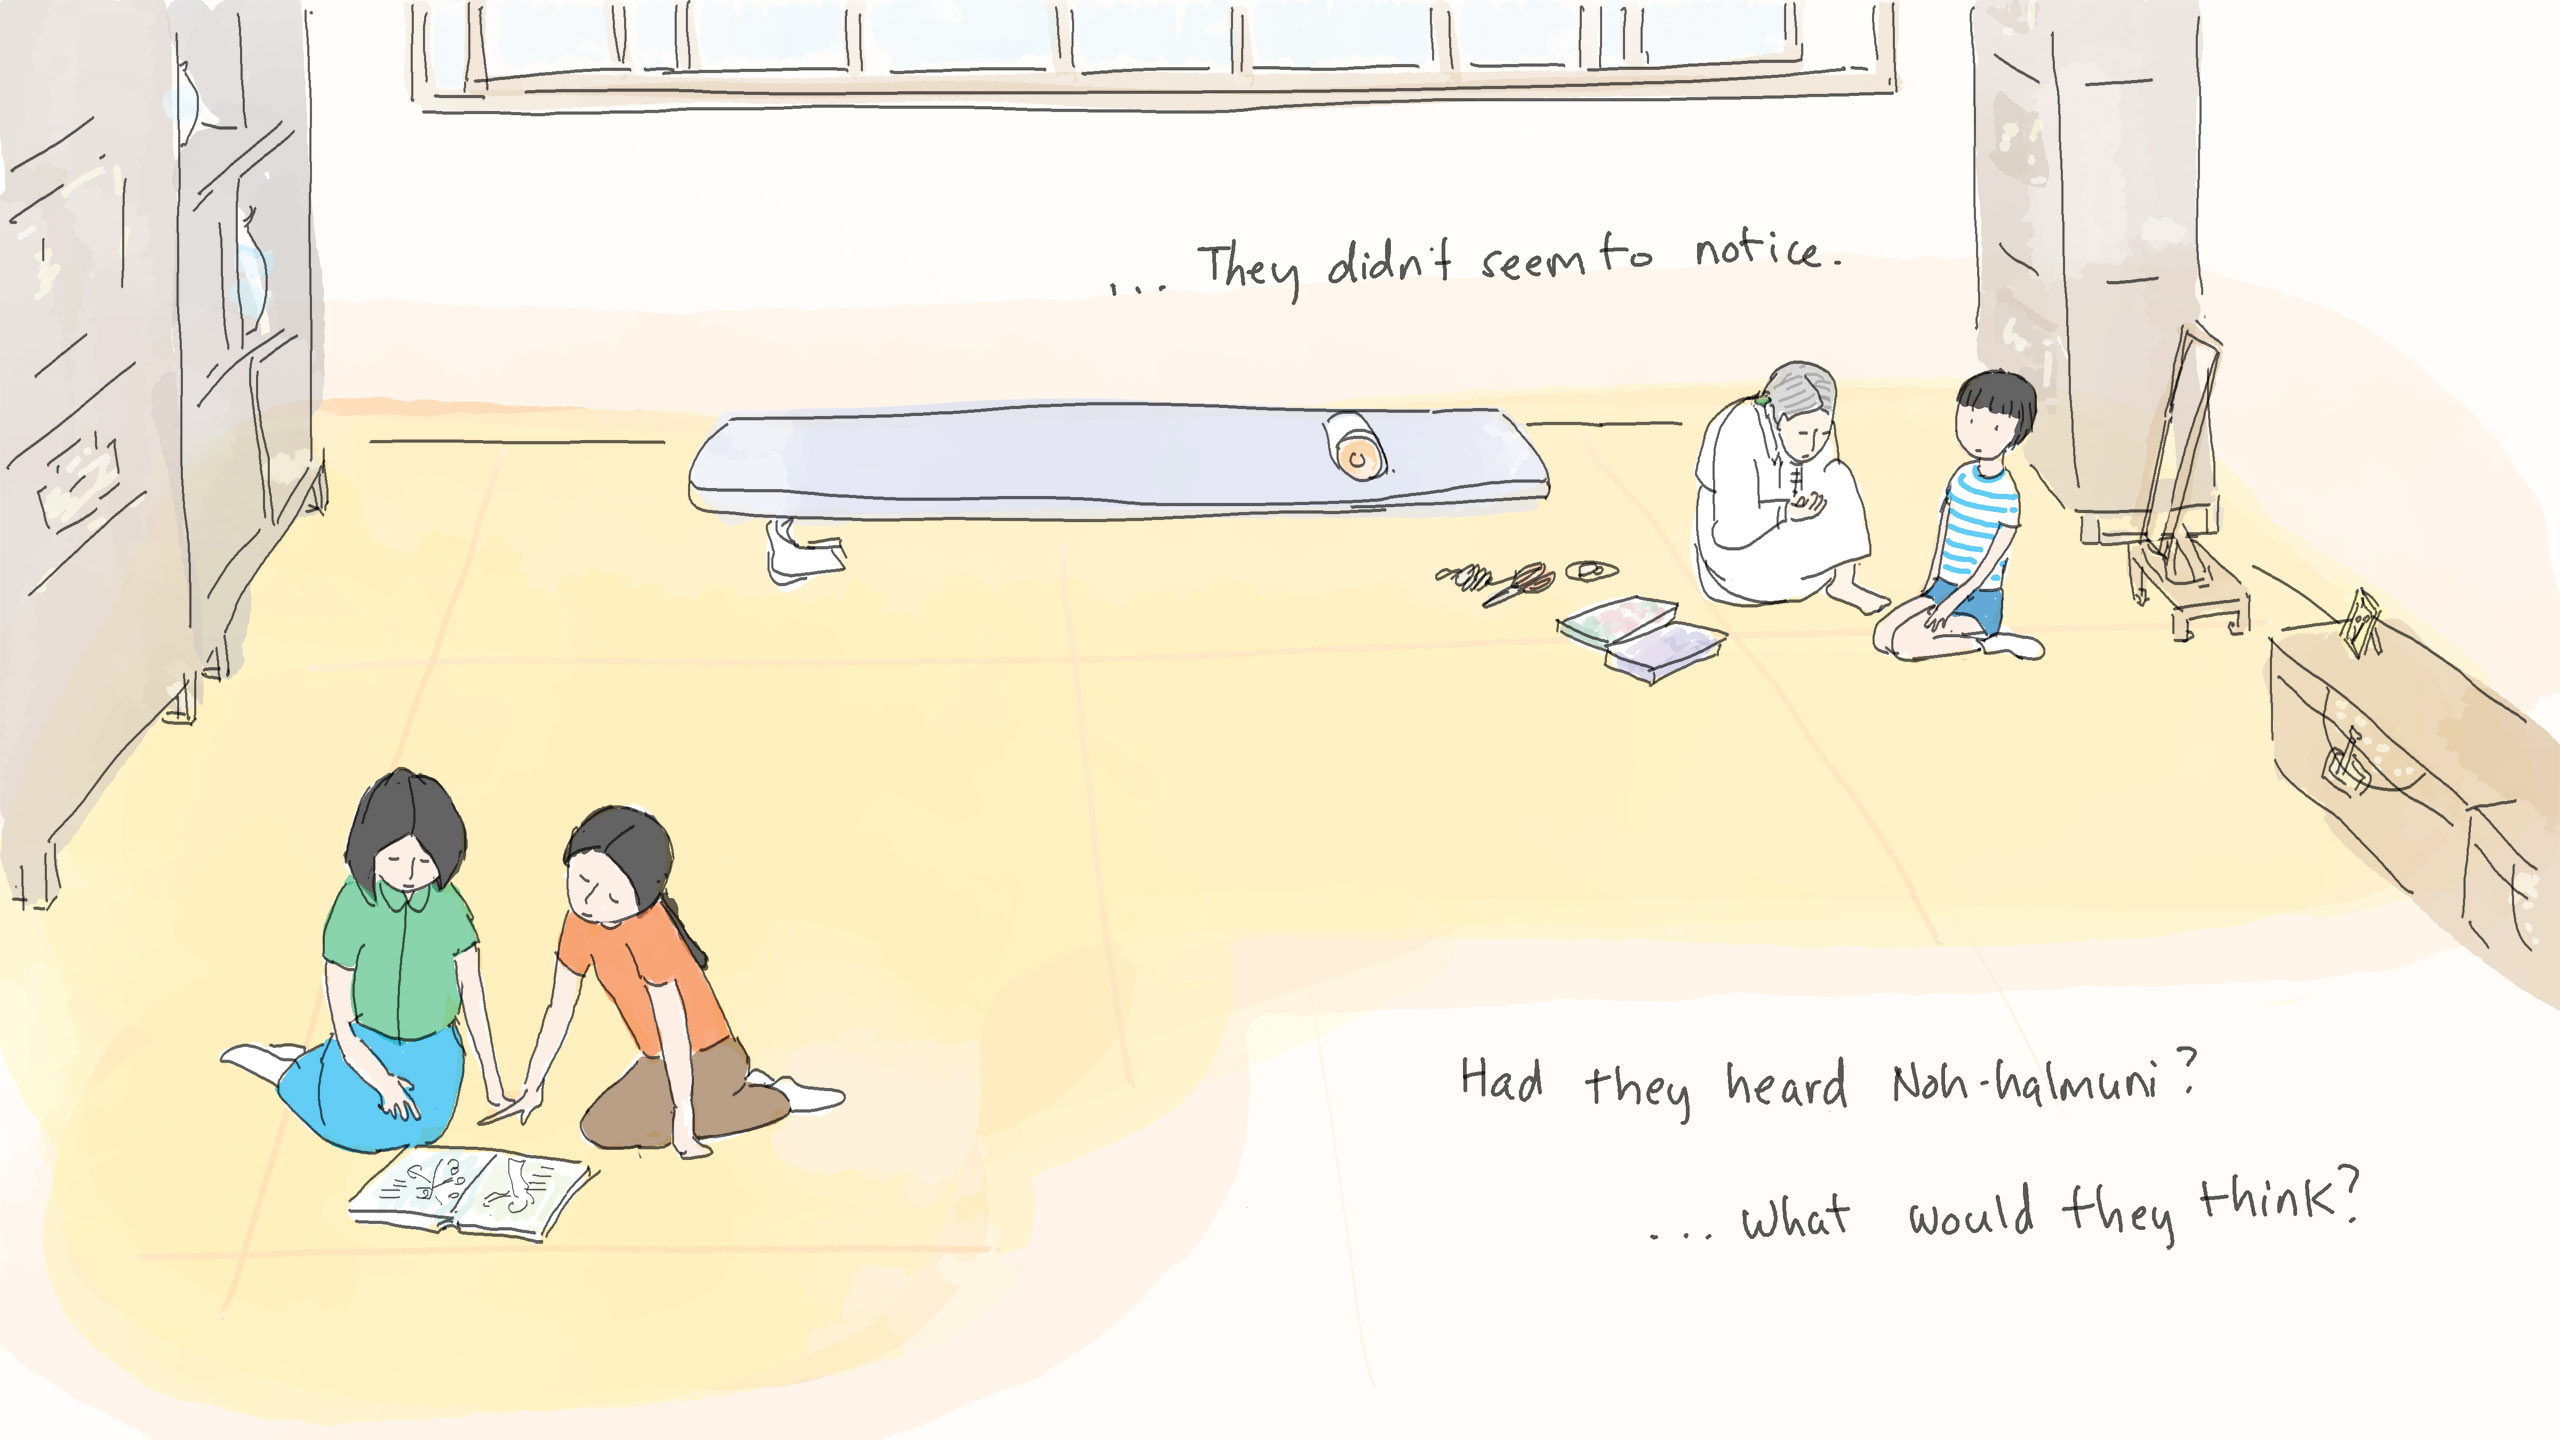 ... They didn't seem to notice.
Had they heard Noh-halmuni?
... what would they think?